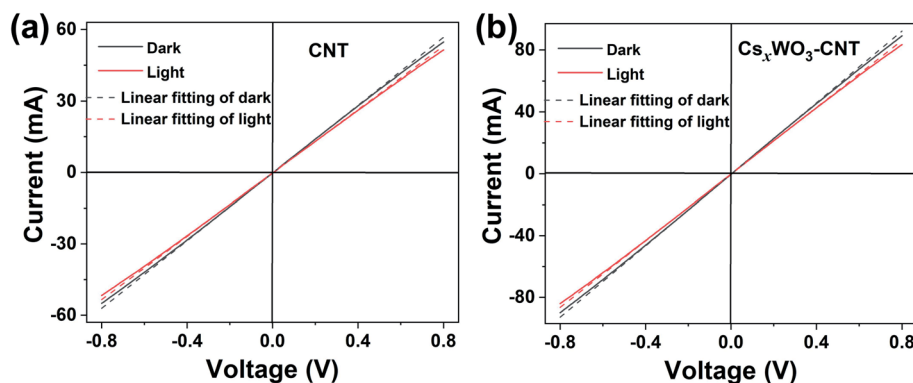 (a)
CNT
Dark
Light
Linear fitting of dark
Linear fitting of light
Current (mA)
60
30
0
-30
-60
-0.8
-0.4
0.0
0.4
0.8
Voltage (V)
(b)
CsₓWO₃-CNT
Dark
Light
Linear fitting of dark
Linear fitting of light
Current (mA)
80
40
0
-40
-80
-0.8
-0.4
0.0
0.4
0.8
Voltage (V)